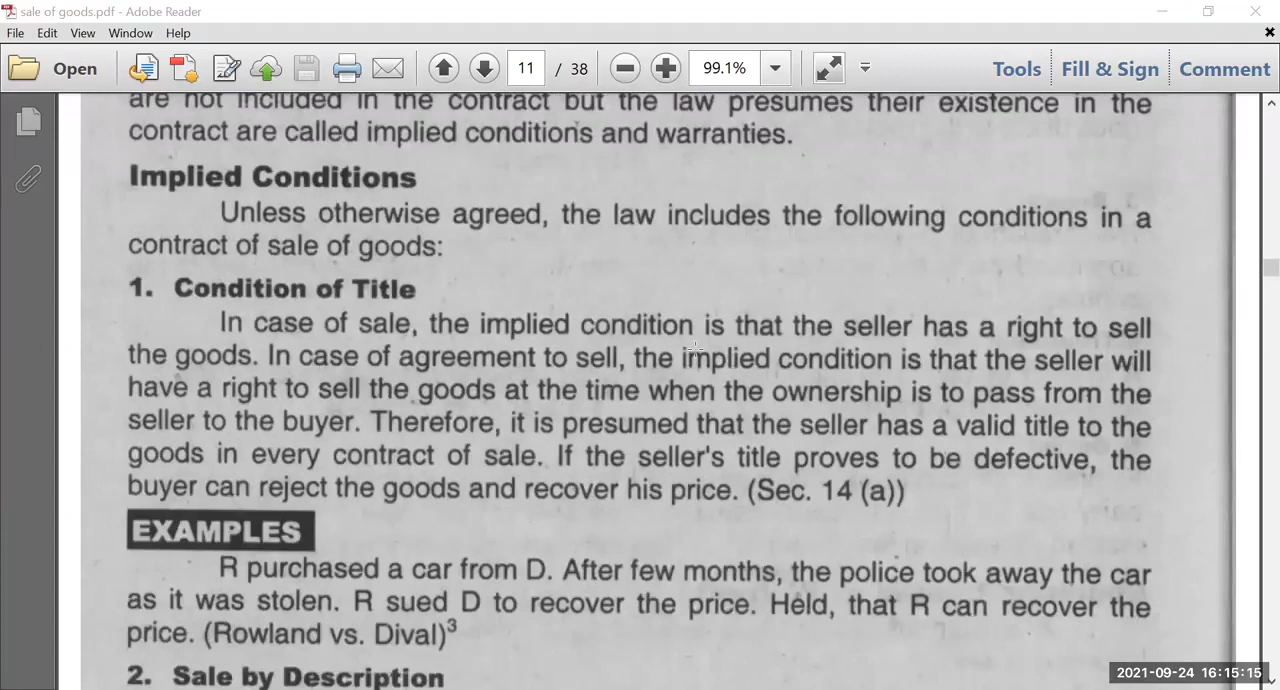 sale of goods.pdf - Adobe Reader
File Edit View Window Help
Open 11 / 38 99.1% Tools Fill & Sign Comment
are not included in the contract but the law presumes their existence in the
contract are called implied conditions and warranties.
Implied Conditions
Unless otherwise agreed, the law includes the following conditions in a
contract of sale of goods:
1. Condition of Title
In case of sale, the implied condition is that the seller has a right to sell
the goods. In case of agreement to sell, the implied condition is that the seller will
have a right to sell the goods at the time when the ownership is to pass from the
seller to the buyer. Therefore, it is presumed that the seller has a valid title to the
goods in every contract of sale. If the seller's title proves to be defective, the
buyer can reject the goods and recover his price. (Sec. 14 (a))
EXAMPLES
R purchased a car from D. After few months, the police took away the car
as it was stolen. R sued D to recover the price. Held, that R can recover the
price. (Rowland vs. Dival)3
2. Sale by Description
2021-09-24 16:15:15